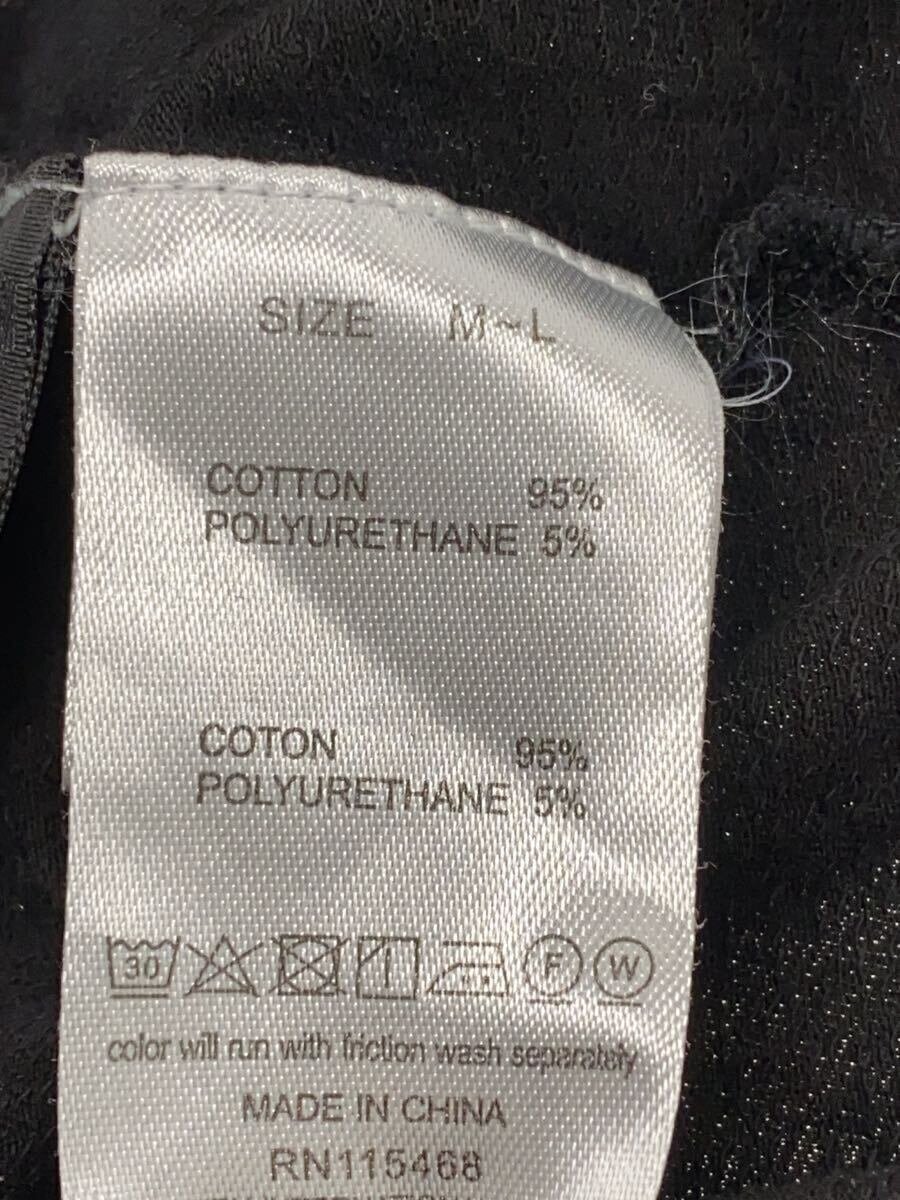 SIZE M~L
COTTON 95%
POLYURETHANE 5%
COTON 95%
POLYURETHANE 5%
30 F W
color will run with friction wash separately
MADE IN CHINA
RN115468